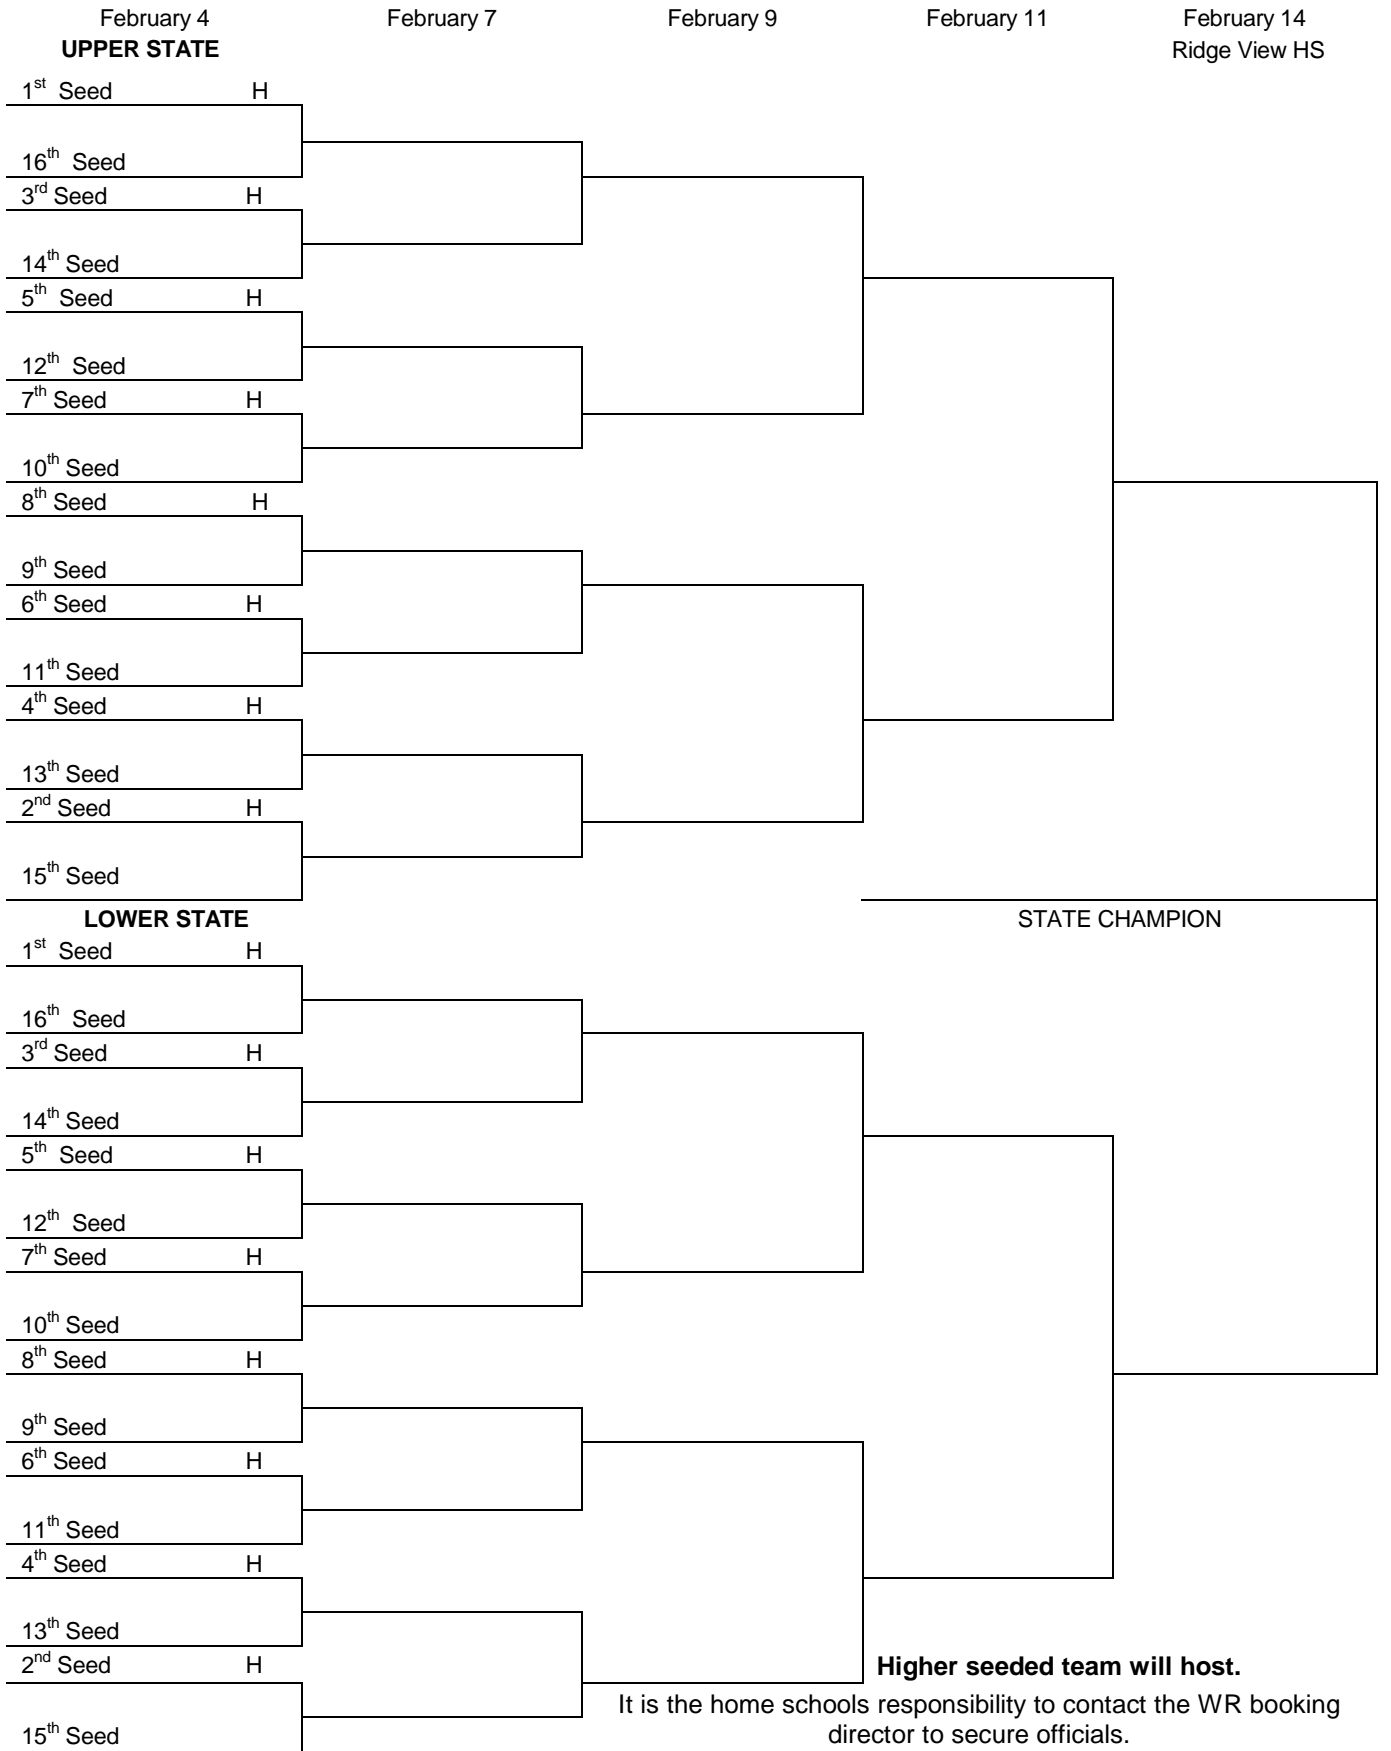 February 4 February 7 February 9 February 11 February 14
UPPER STATE Ridge View HS
1st Seed H
16th Seed
3rd Seed H
14th Seed
5th Seed H
12th Seed
7th Seed H
10th Seed
8th Seed H
9th Seed
6th Seed H
11th Seed
4th Seed H
13th Seed
2nd Seed H
15th Seed
LOWER STATE STATE CHAMPION
1st Seed H
16th Seed
3rd Seed H
14th Seed
5th Seed H
12th Seed
7th Seed H
10th Seed
8th Seed H
9th Seed
6th Seed H
11th Seed
4th Seed H
13th Seed
2nd Seed H
15th Seed
Higher seeded team will host.
It is the home schools responsibility to contact the WR booking
director to secure officials.